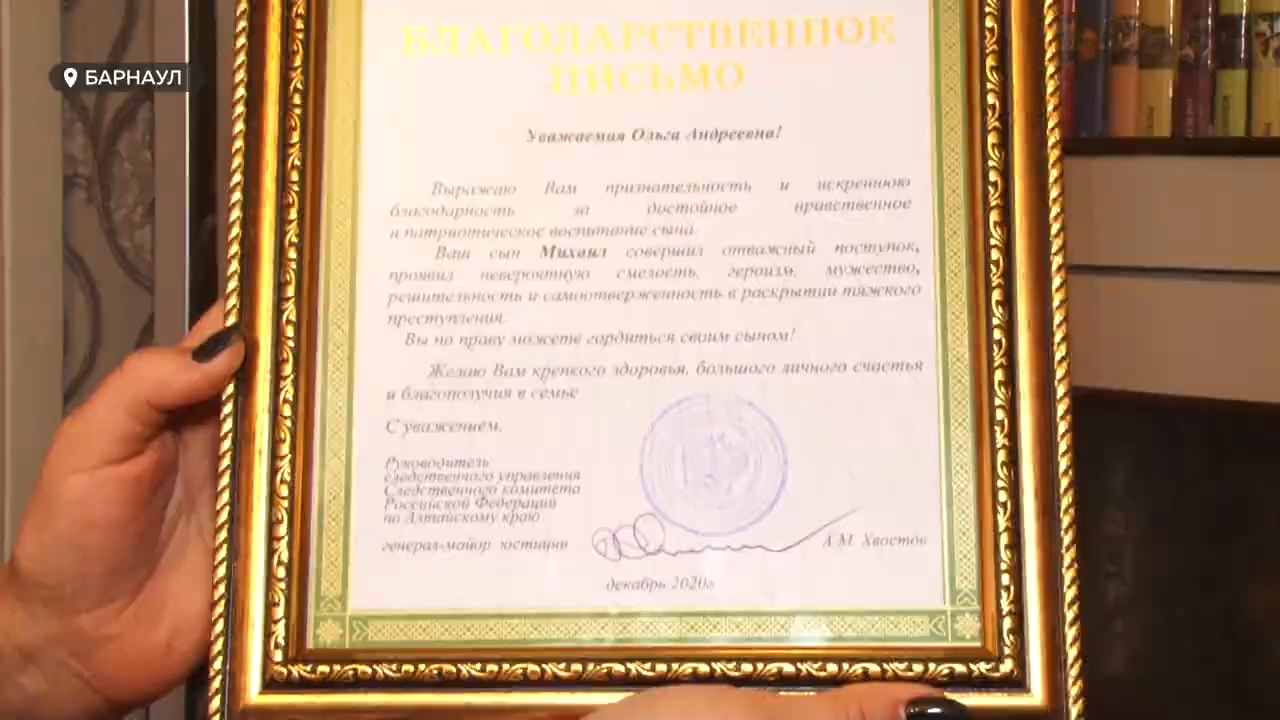 БАРНАУЛ
БЛАГОДАРСТВЕННОЕ
ПИСЬМО
Уважаемая Ольга Андреевна!
Выражаю Вам признательность и искреннюю
благодарность за достойное нравственное
и патриотическое воспитание сына.
Ваш сын Михаил совершил отважный поступок,
проявил невероятную смелость, героизм, мужество,
решительность и самоотверженность в раскрытии тяжкого
преступления.
Вы по праву можете гордиться своим сыном!
Желаю Вам крепкого здоровья, большого личного счастья
и благополучия в семье
С уважением,
Руководитель
следственного управления
Следственного комитета
Российской Федерации
по Алтайскому краю
генерал-майор юстиции
А.М. Хвостов
декабрь 2020г